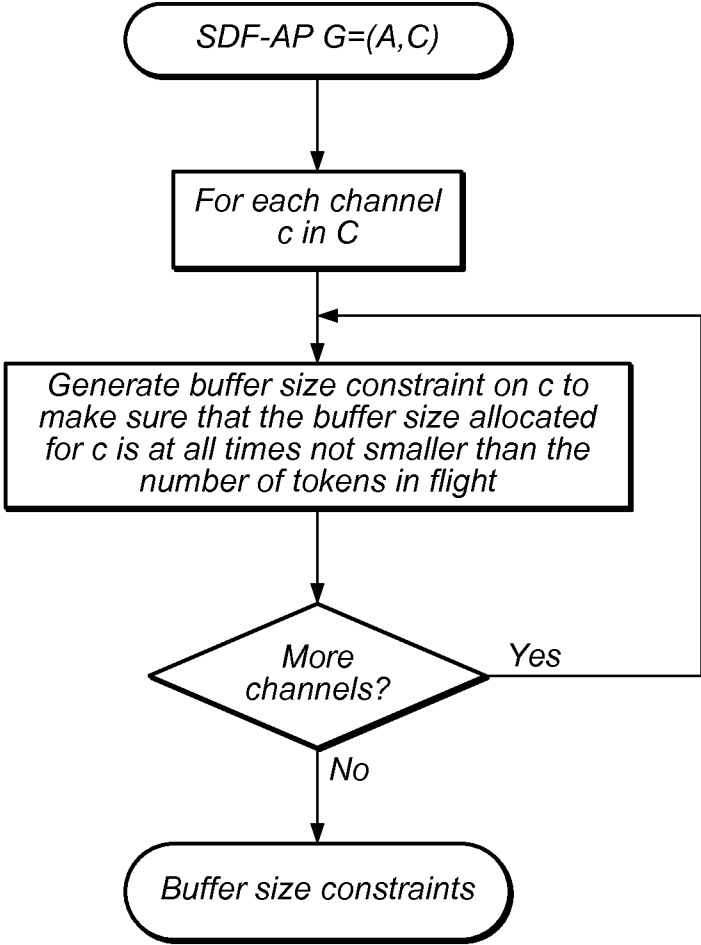 SDF-AP G=(A,C)
For each channel
c in C
Generate buffer size constraint on c to
make sure that the buffer size allocated
for c is at all times not smaller than the
number of tokens in flight
More
channels?
Yes
No
Buffer size constraints